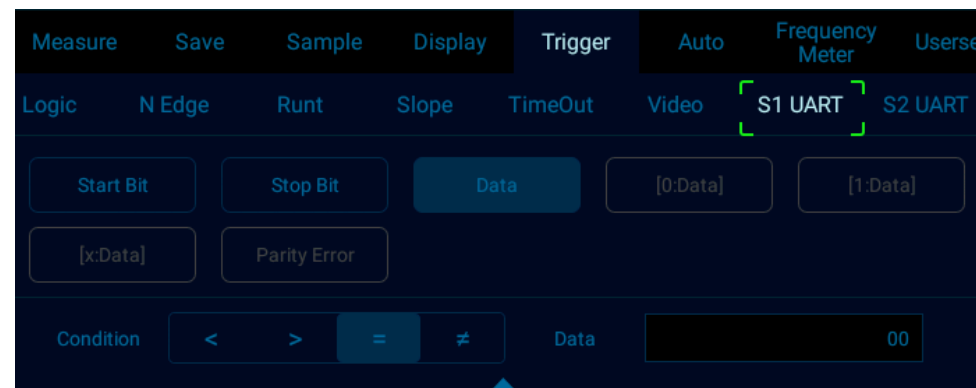 Measure Save Sample Display Trigger Auto Frequency Meter
Logic N Edge Runt Slope TimeOut Video S1 UART S2 UART
Start Bit Stop Bit Data [0:Data] [1:Data]
[x:Data] Parity Error
Condition < > = ≠ Data 00